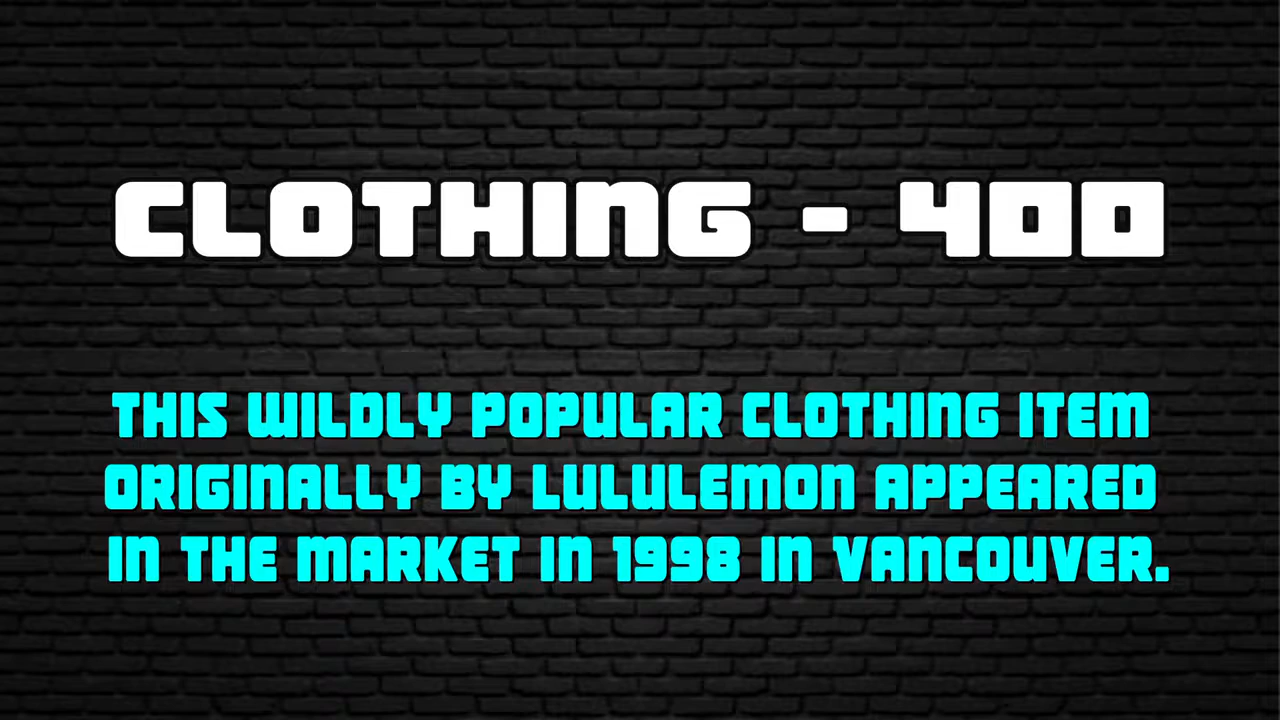 CLOTHING - 400
THIS WILDLY POPULAR CLOTHING ITEM
ORIGINALLY BY LULULEMON APPEARED
IN THE MARKET IN 1998 IN VANCOUVER.